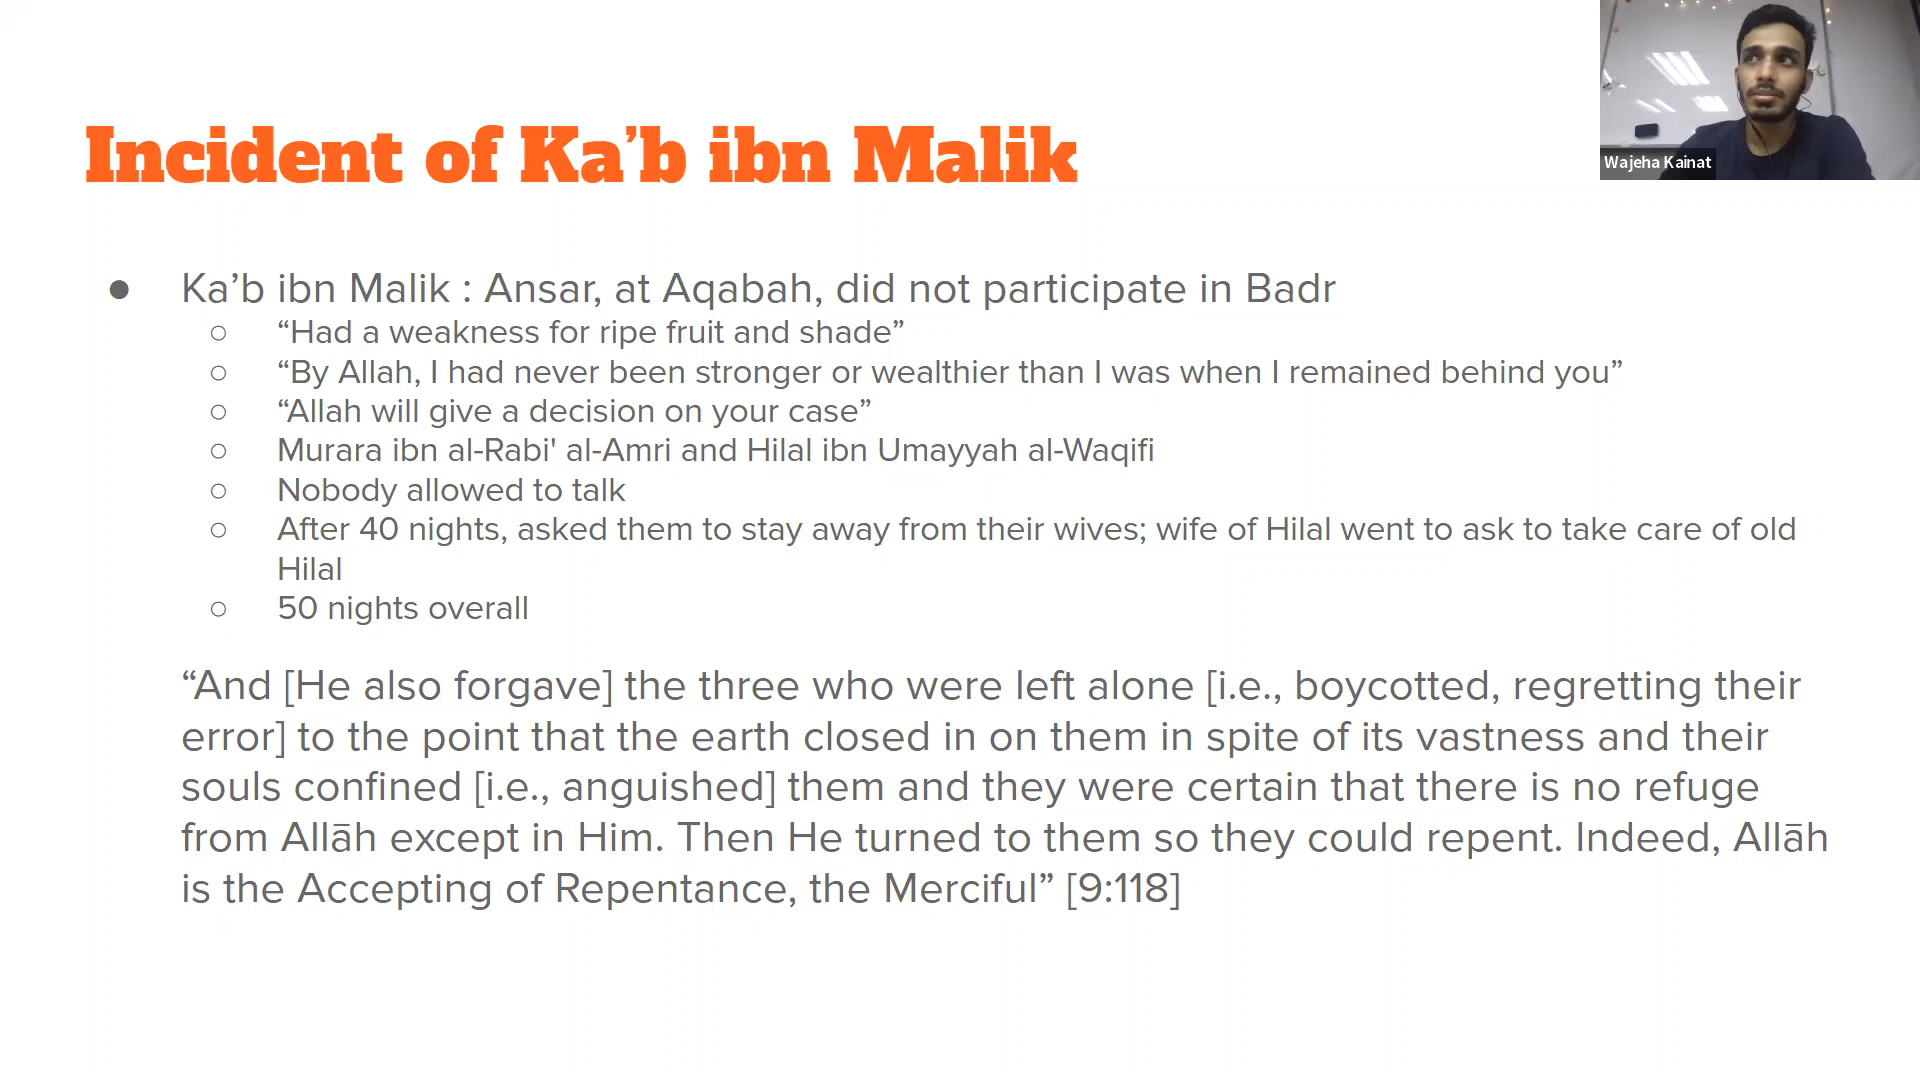 Incident of Ka’b ibn Malik
Wajeha Kainat
● Ka’b ibn Malik : Ansar, at Aqabah, did not participate in Badr
○ “Had a weakness for ripe fruit and shade”
○ “By Allah, I had never been stronger or wealthier than I was when I remained behind you”
○ “Allah will give a decision on your case”
○ Murara ibn al-Rabi' al-Amri and Hilal ibn Umayyah al-Waqifi
○ Nobody allowed to talk
○ After 40 nights, asked them to stay away from their wives; wife of Hilal went to ask to take care of old
Hilal
○ 50 nights overall
“And [He also forgave] the three who were left alone [i.e., boycotted, regretting their
error] to the point that the earth closed in on them in spite of its vastness and their
souls confined [i.e., anguished] them and they were certain that there is no refuge
from Allāh except in Him. Then He turned to them so they could repent. Indeed, Allāh
is the Accepting of Repentance, the Merciful” [9:118]